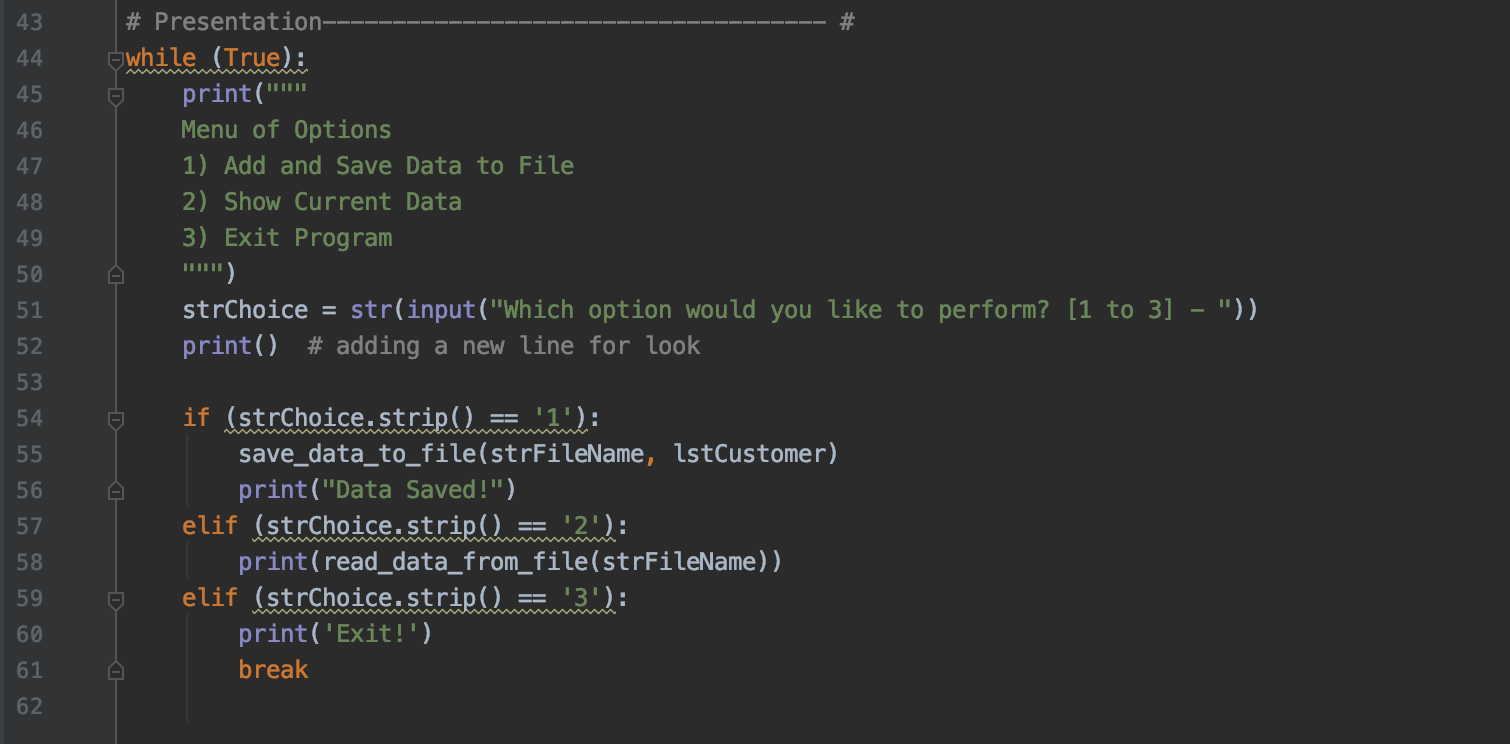 43 # Presentation------------------------------------ #
44 while (True):
45     print("""
46     Menu of Options
47     1) Add and Save Data to File
48     2) Show Current Data
49     3) Exit Program
50     """)
51     strChoice = str(input("Which option would you like to perform? [1 to 3] - "))
52     print()  # adding a new line for look
53
54     if (strChoice.strip() == '1'):
55         save_data_to_file(strFileName, lstCustomer)
56         print("Data Saved!")
57     elif (strChoice.strip() == '2'):
58         print(read_data_from_file(strFileName))
59     elif (strChoice.strip() == '3'):
60         print('Exit!')
61         break
62